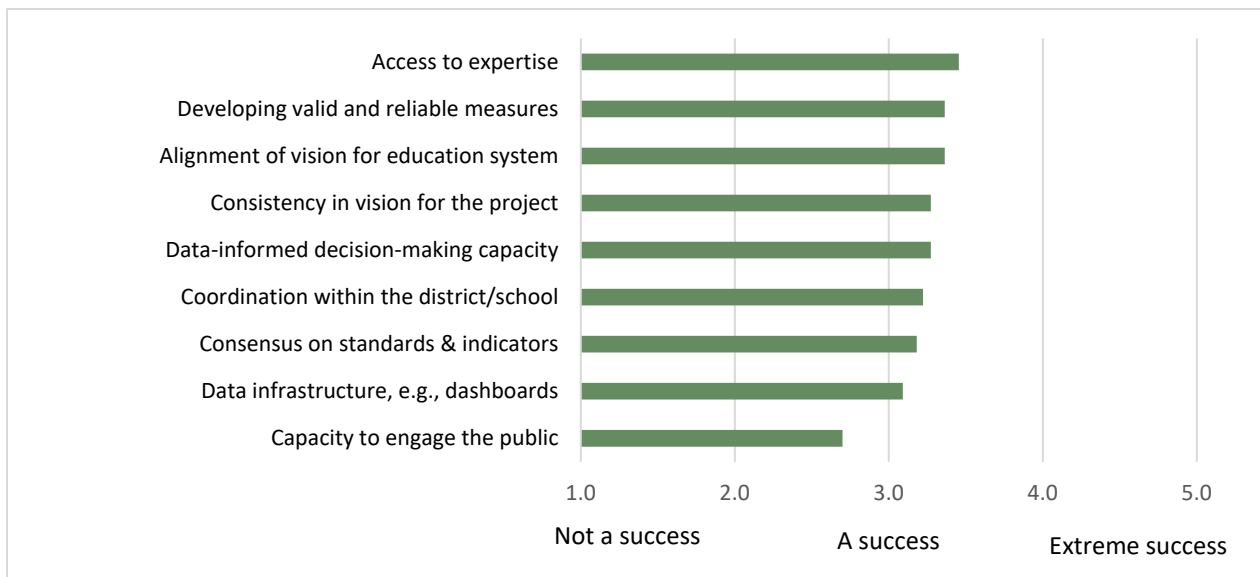 Access to expertise
Developing valid and reliable measures
Alignment of vision for education system
Consistency in vision for the project
Data-informed decision-making capacity
Coordination within the district/school
Consensus on standards & indicators
Data infrastructure, e.g., dashboards
Capacity to engage the public
1.0 2.0 3.0 4.0 5.0
Not a success A success Extreme success